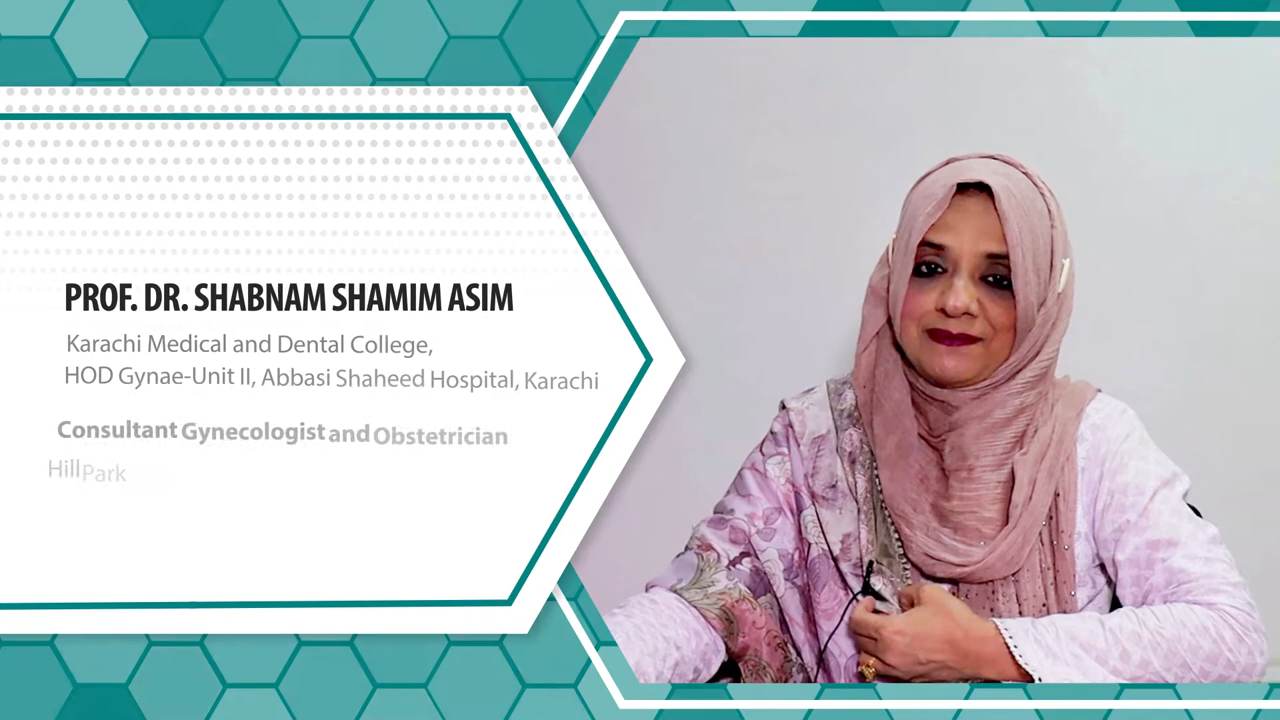 PROF. DR. SHABNAM SHAMIM ASIM
Karachi Medical and Dental College,
HOD Gynae-Unit II, Abbasi Shaheed Hospital, Karachi
Consultant Gynecologist and Obstetrician
Hill Park